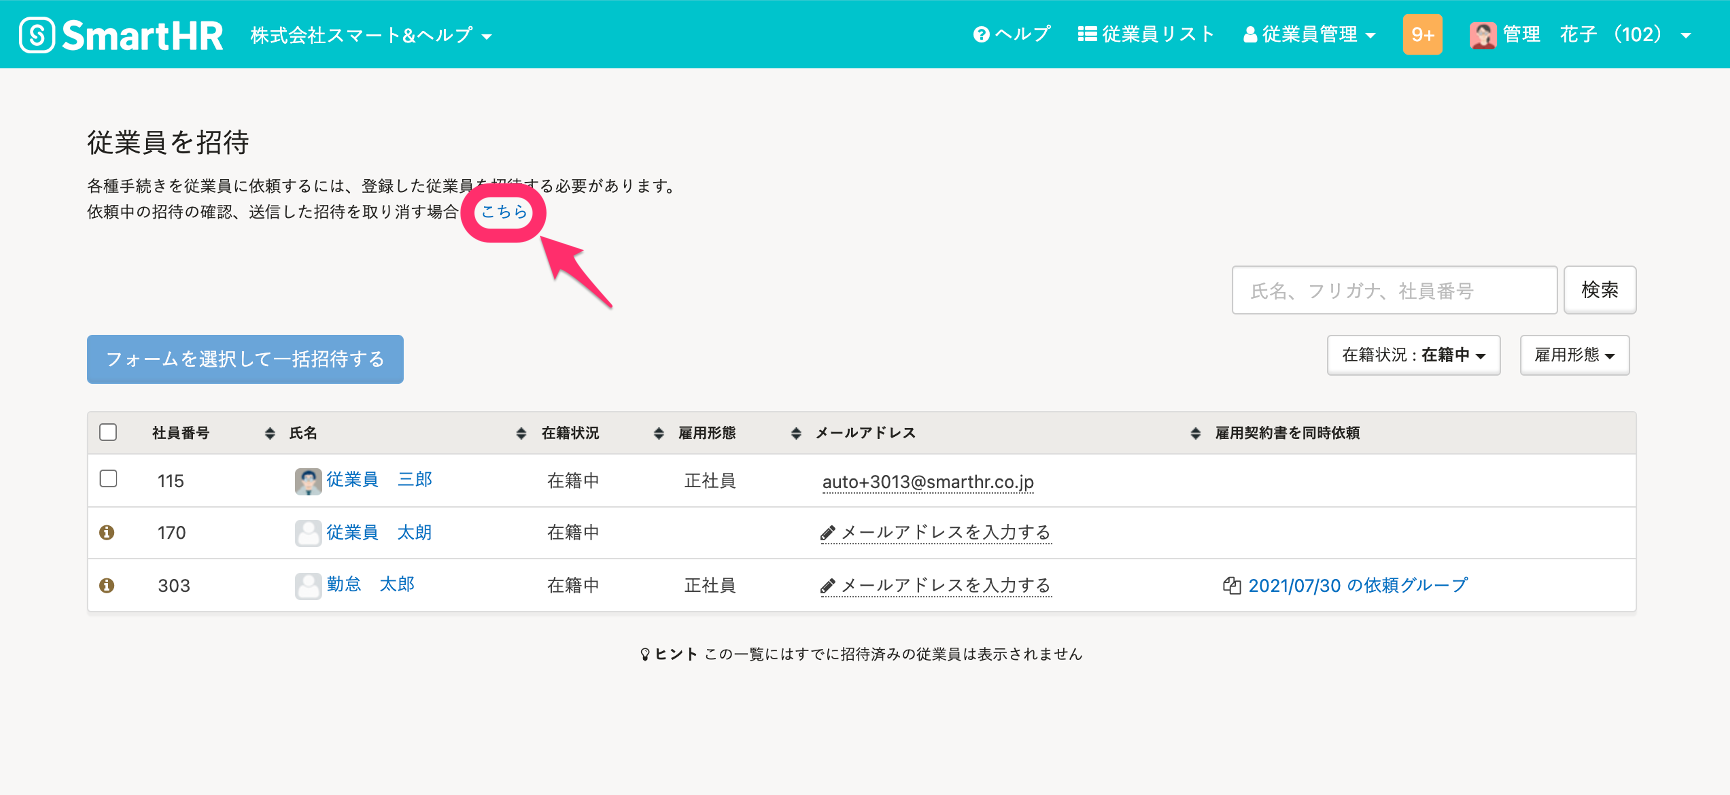 SmartHR 株式会社スマート&ヘルプ ヘルプ 従業員リスト 従業員管理 9+ 管理 花子 （102）
従業員を招待
各種手続きを従業員に依頼するには、登録した従業員を招待する必要があります。
依頼中の招待の確認、送信した招待を取り消す場合 こちら
氏名、フリガナ、社員番号 検索
フォームを選択して一括招待する 在籍状況 : 在籍中 雇用形態
社員番号 氏名 在籍状況 雇用形態 メールアドレス 雇用契約書を同時依頼
115 従業員 三郎 在籍中 正社員 auto+3013@smarthr.co.jp
170 従業員 太朗 在籍中 メールアドレスを入力する
303 勤怠 太郎 在籍中 正社員 メールアドレスを入力する 2021/07/30 の依頼グループ
ヒント この一覧にはすでに招待済みの従業員は表示されません